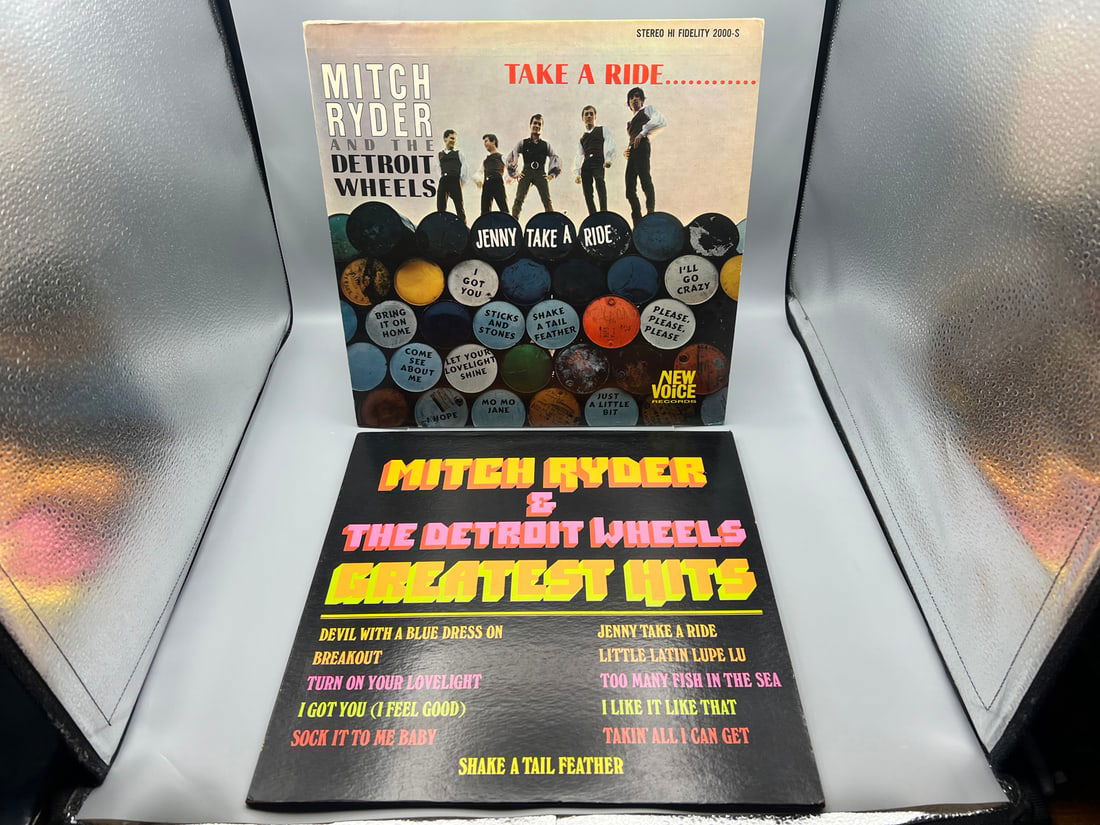 STEREO HI FIDELITY 2000-S
TAKE A RIDE............
MITCH
RYDER
AND THE
DETROIT
WHEELS
JENNY TAKE A RIDE
I
GOT
YOU
I'LL
GO
CRAZY
BRING
IT ON
HOME
STICKS
AND
STONES
SHAKE
A TAIL
FEATHER
PLEASE,
PLEASE,
PLEASE
COME
SEE
ABOUT
ME
LET YOUR
LOVELIGHT
SHINE
I HOPE
MO MO
JANE
JUST
A LITTLE
BIT
NEW
VOICE
RECORDS
MITCH RYDER
&
THE DETROIT WHEELS
GREATEST HITS
DEVIL WITH A BLUE DRESS ON
BREAKOUT
TURN ON YOUR LOVELIGHT
I GOT YOU (I FEEL GOOD)
SOCK IT TO ME BABY
JENNY TAKE A RIDE
LITTLE LATIN LUPE LU
TOO MANY FISH IN THE SEA
I LIKE IT LIKE THAT
TAKIN' ALL I CAN GET
SHAKE A TAIL FEATHER